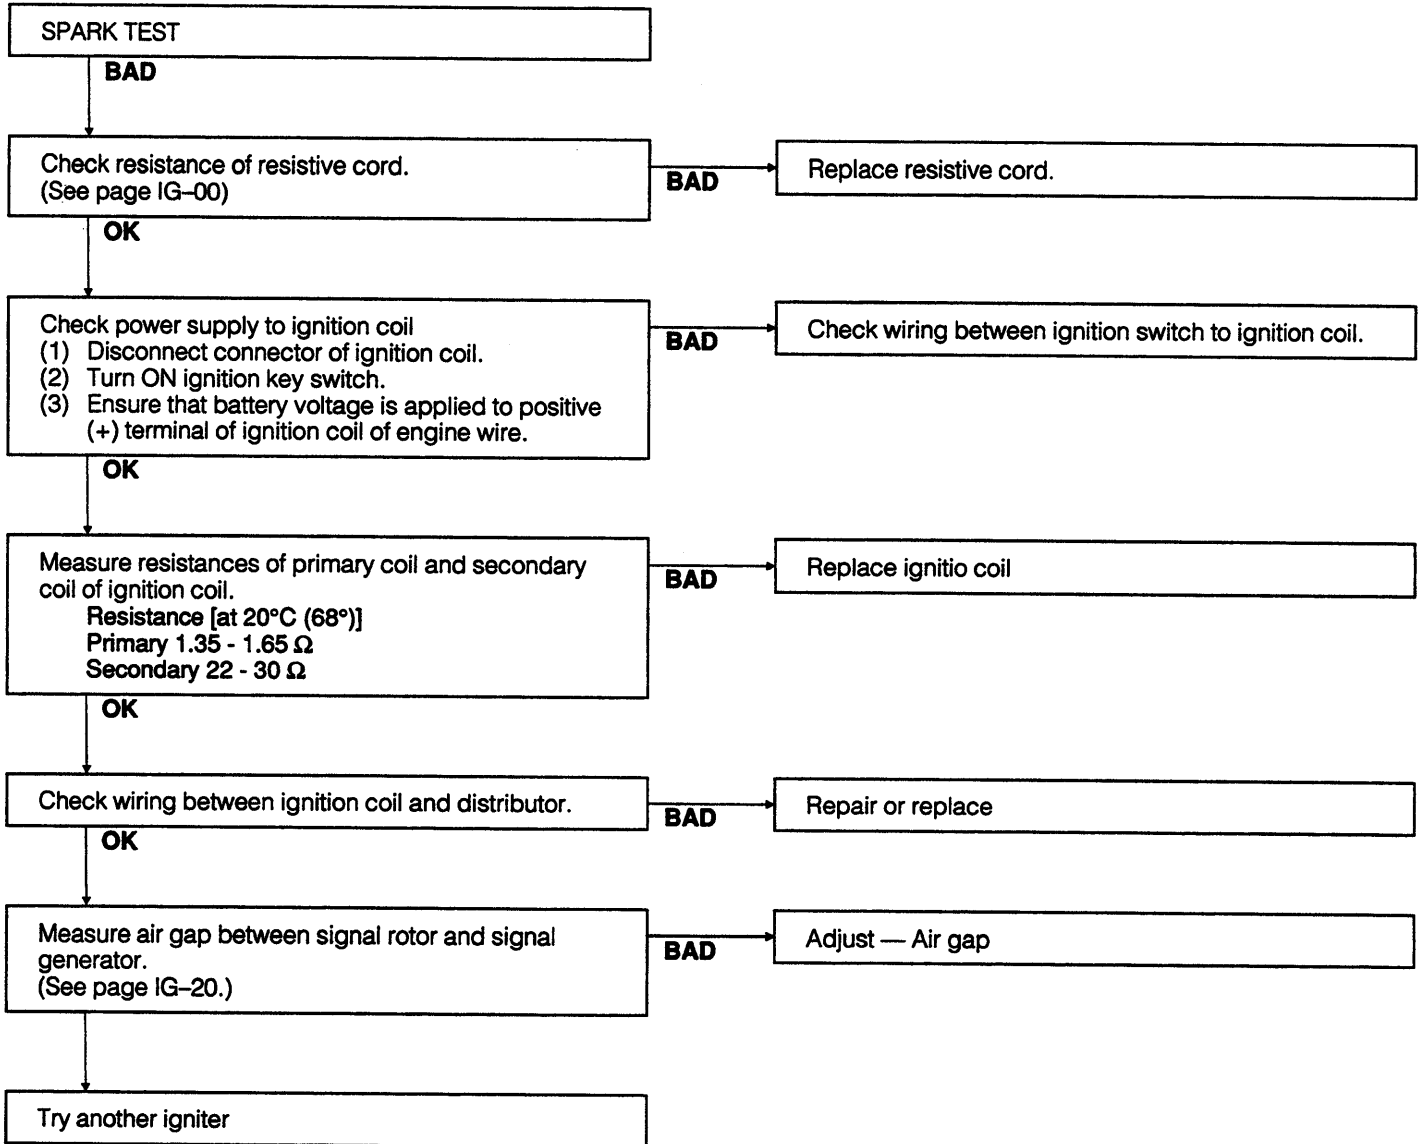 SPARK TEST
BAD
Check resistance of resistive cord.
(See page IG–00)
BAD
Replace resistive cord.
OK
Check power supply to ignition coil
(1) Disconnect connector of ignition coil.
(2) Turn ON ignition key switch.
(3) Ensure that battery voltage is applied to positive
(+) terminal of ignition coil of engine wire.
BAD
Check wiring between ignition switch to ignition coil.
OK
Measure resistances of primary coil and secondary
coil of ignition coil.
Resistance [at 20°C (68°)]
Primary 1.35 - 1.65 Ω
Secondary 22 - 30 Ω
BAD
Replace ignitio coil
OK
Check wiring between ignition coil and distributor.
BAD
Repair or replace
OK
Measure air gap between signal rotor and signal
generator.
(See page IG–20.)
BAD
Adjust — Air gap
Try another igniter